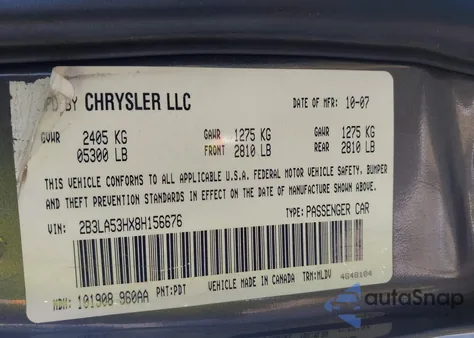 MFD BY CHRYSLER LLC DATE OF MFR 10-07
GVWR 2405 KG GAWR 1275 KG GAWR 1275 KG
05300 LB FRONT 2810 LB REAR 2810 LB
THIS VEHICLE CONFORMS TO ALL APPLICABLE U.S.A. FEDERAL MOTOR VEHICLE SAFETY, BUMPER
AND THEFT PREVENTION STANDARDS IN EFFECT ON THE DATE OF MANUFACTURE SHOWN ABOVE.
VIN: 2B3LA53HX8H156676 TYPE: PASSENGER CAR
MDH: 101908 960AA PNT:PDT VEHICLE MADE IN CANADA TRM:MLDV 4648104
autoSnap